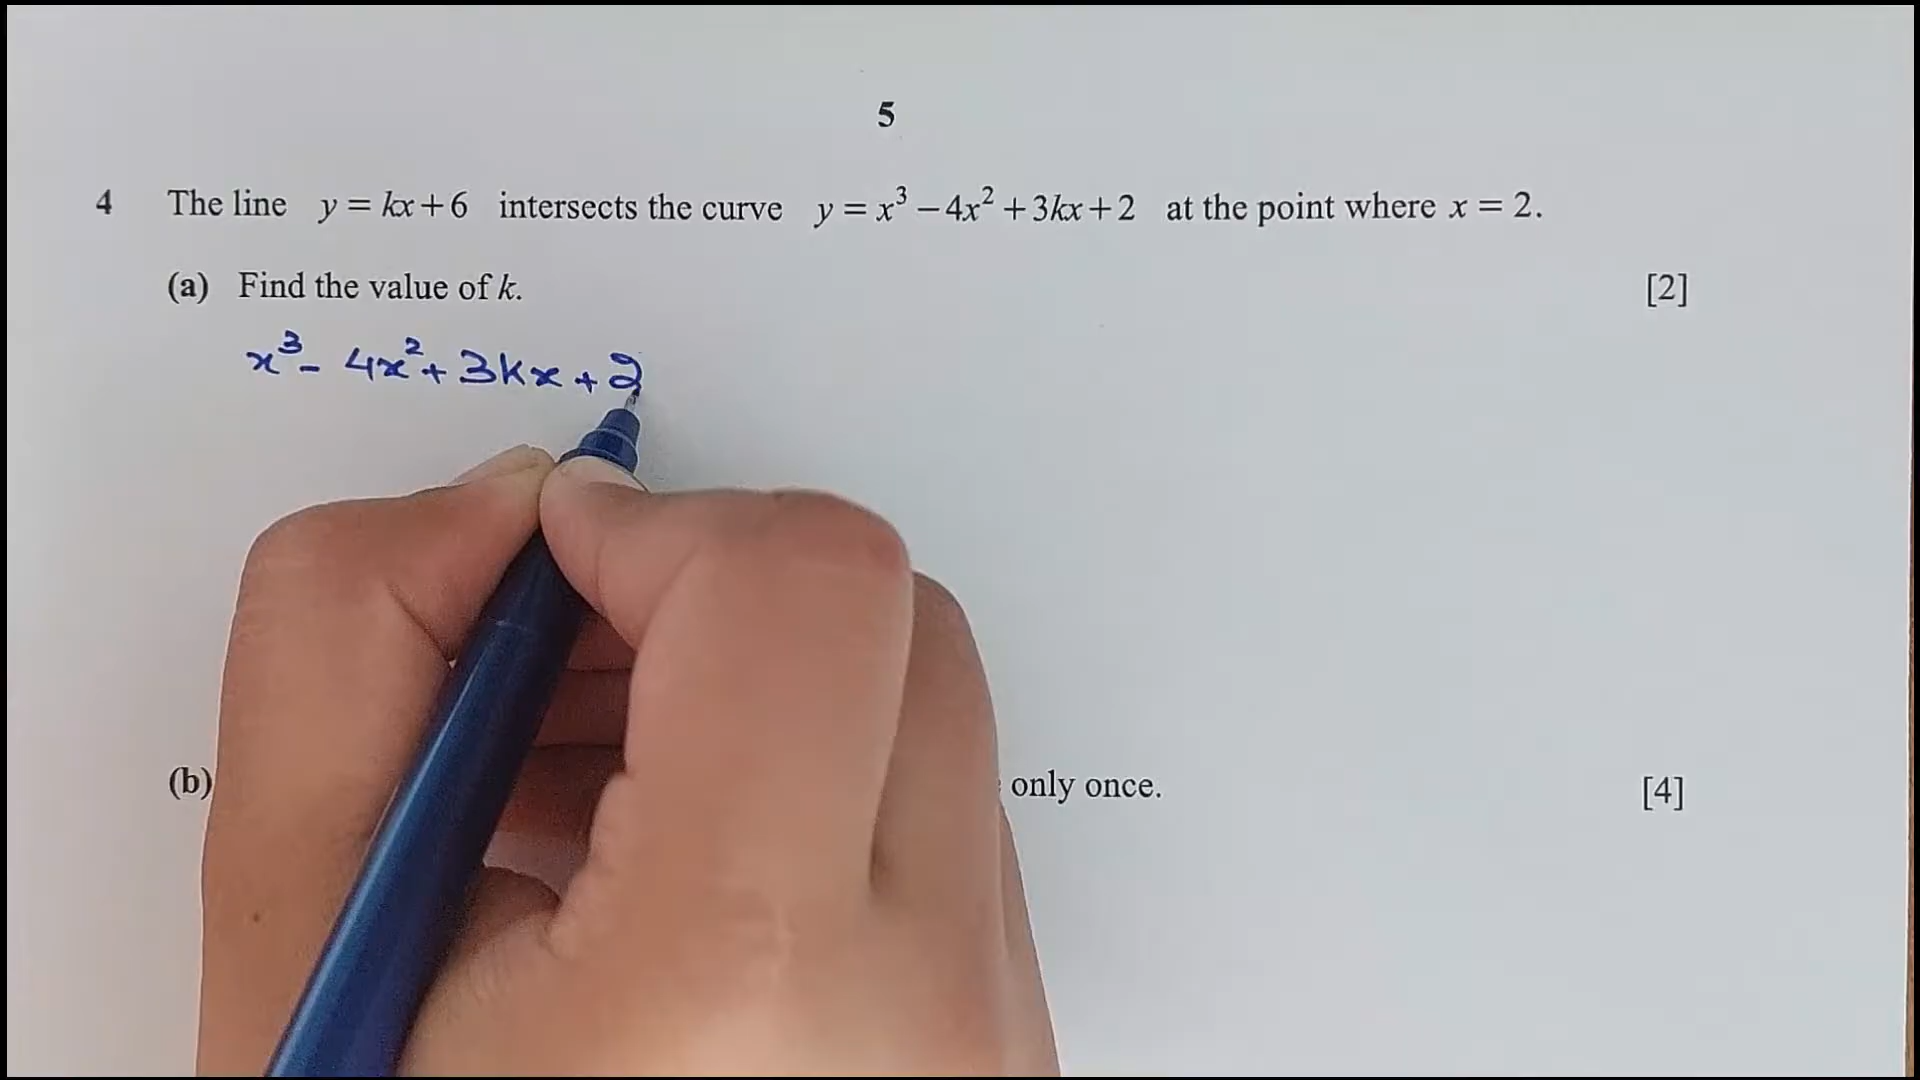 5
4 The line y = kx + 6 intersects the curve y = x³ − 4x² + 3kx + 2 at the point where x = 2.
(a) Find the value of k. [2]
x³ - 4x² + 3kx + 2
(b) only once. [4]